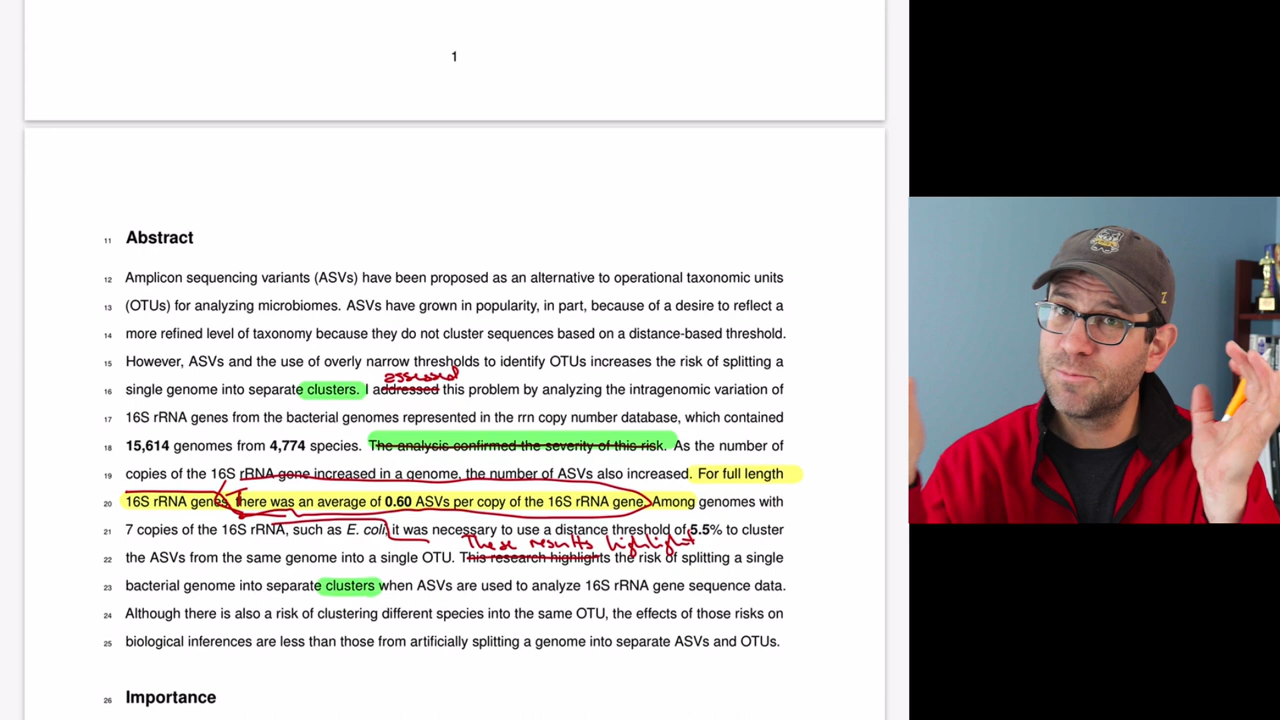 1
11 Abstract
12 Amplicon sequencing variants (ASVs) have been proposed as an alternative to operational taxonomic units
13 (OTUs) for analyzing microbiomes. ASVs have grown in popularity, in part, because of a desire to reflect a
14 more refined level of taxonomy because they do not cluster sequences based on a distance-based threshold.
15 However, ASVs and the use of overly narrow thresholds to identify OTUs increases the risk of splitting a
assessed
16 single genome into separate clusters. I addressed this problem by analyzing the intragenomic variation of
17 16S rRNA genes from the bacterial genomes represented in the rrn copy number database, which contained
18 15,614 genomes from 4,774 species. The analysis confirmed the severity of this risk. As the number of
19 copies of the 16S rRNA gene increased in a genome, the number of ASVs also increased. For full length
20 16S rRNA genes, there was an average of 0.60 ASVs per copy of the 16S rRNA gene. Among genomes with
21 7 copies of the 16S rRNA, such as E. coli, it was necessary to use a distance threshold of 5.5% to cluster
These results highlight
22 the ASVs from the same genome into a single OTU. This research highlights the risk of splitting a single
23 bacterial genome into separate clusters when ASVs are used to analyze 16S rRNA gene sequence data.
24 Although there is also a risk of clustering different species into the same OTU, the effects of those risks on
25 biological inferences are less than those from artificially splitting a genome into separate ASVs and OTUs.
26 Importance